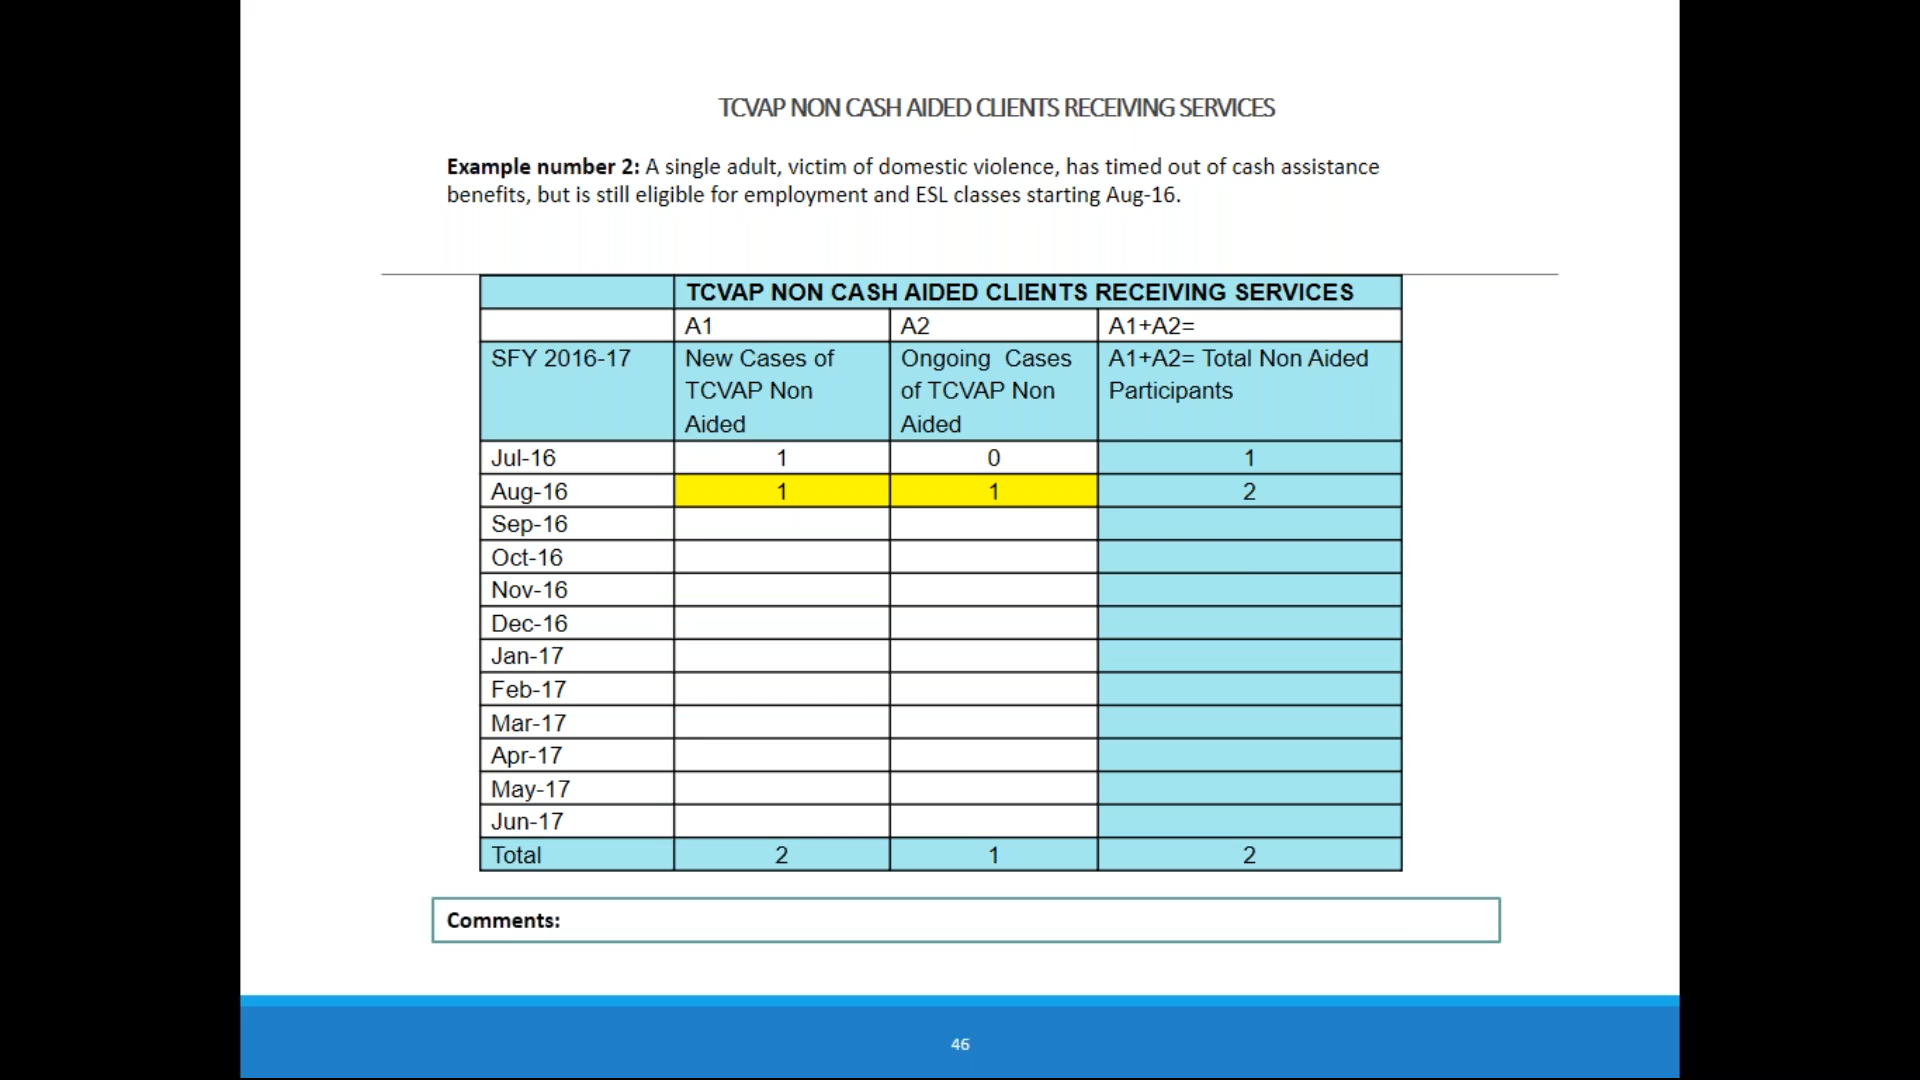 TCVAP NON CASH AIDED CLIENTS RECEIVING SERVICES
Example number 2: A single adult, victim of domestic violence, has timed out of cash assistance
benefits, but is still eligible for employment and ESL classes starting Aug-16.
TCVAP NON CASH AIDED CLIENTS RECEIVING SERVICES
A1 A2 A1+A2=
SFY 2016-17 New Cases of Ongoing Cases A1+A2= Total Non Aided
TCVAP Non of TCVAP Non Participants
Aided Aided
Jul-16 1 0 1
Aug-16 1 1 2
Sep-16
Oct-16
Nov-16
Dec-16
Jan-17
Feb-17
Mar-17
Apr-17
May-17
Jun-17
Total 2 1 2
Comments:
46